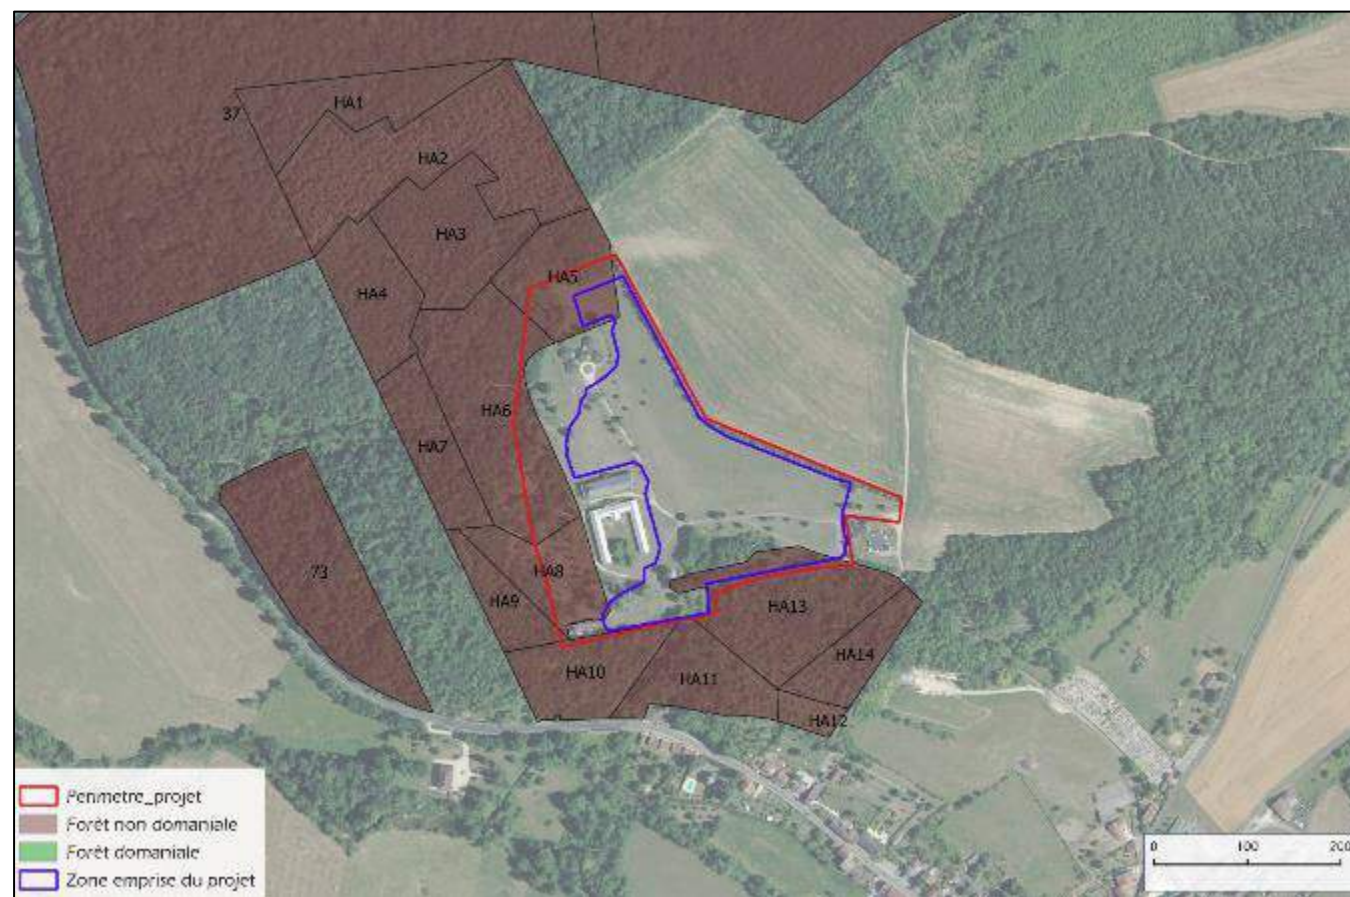 HA1
37
HA2
HA3
HA5
HA4
HA6
HA7
73
HA8
HA9
HA13
HA14
HA10
HA11
HA12
Perimetre_projet
Forêt non domaniale
Forêt domaniale
Zone emprise du projet
0 100 200